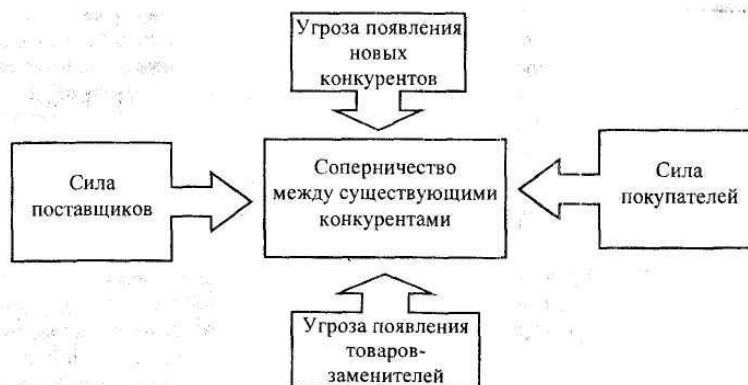 Угроза появления
новых
конкурентов
Сила
поставщиков
Соперничество
между существующими
конкурентами
Сила
покупателей
Угроза появления
товаров-
заменителей